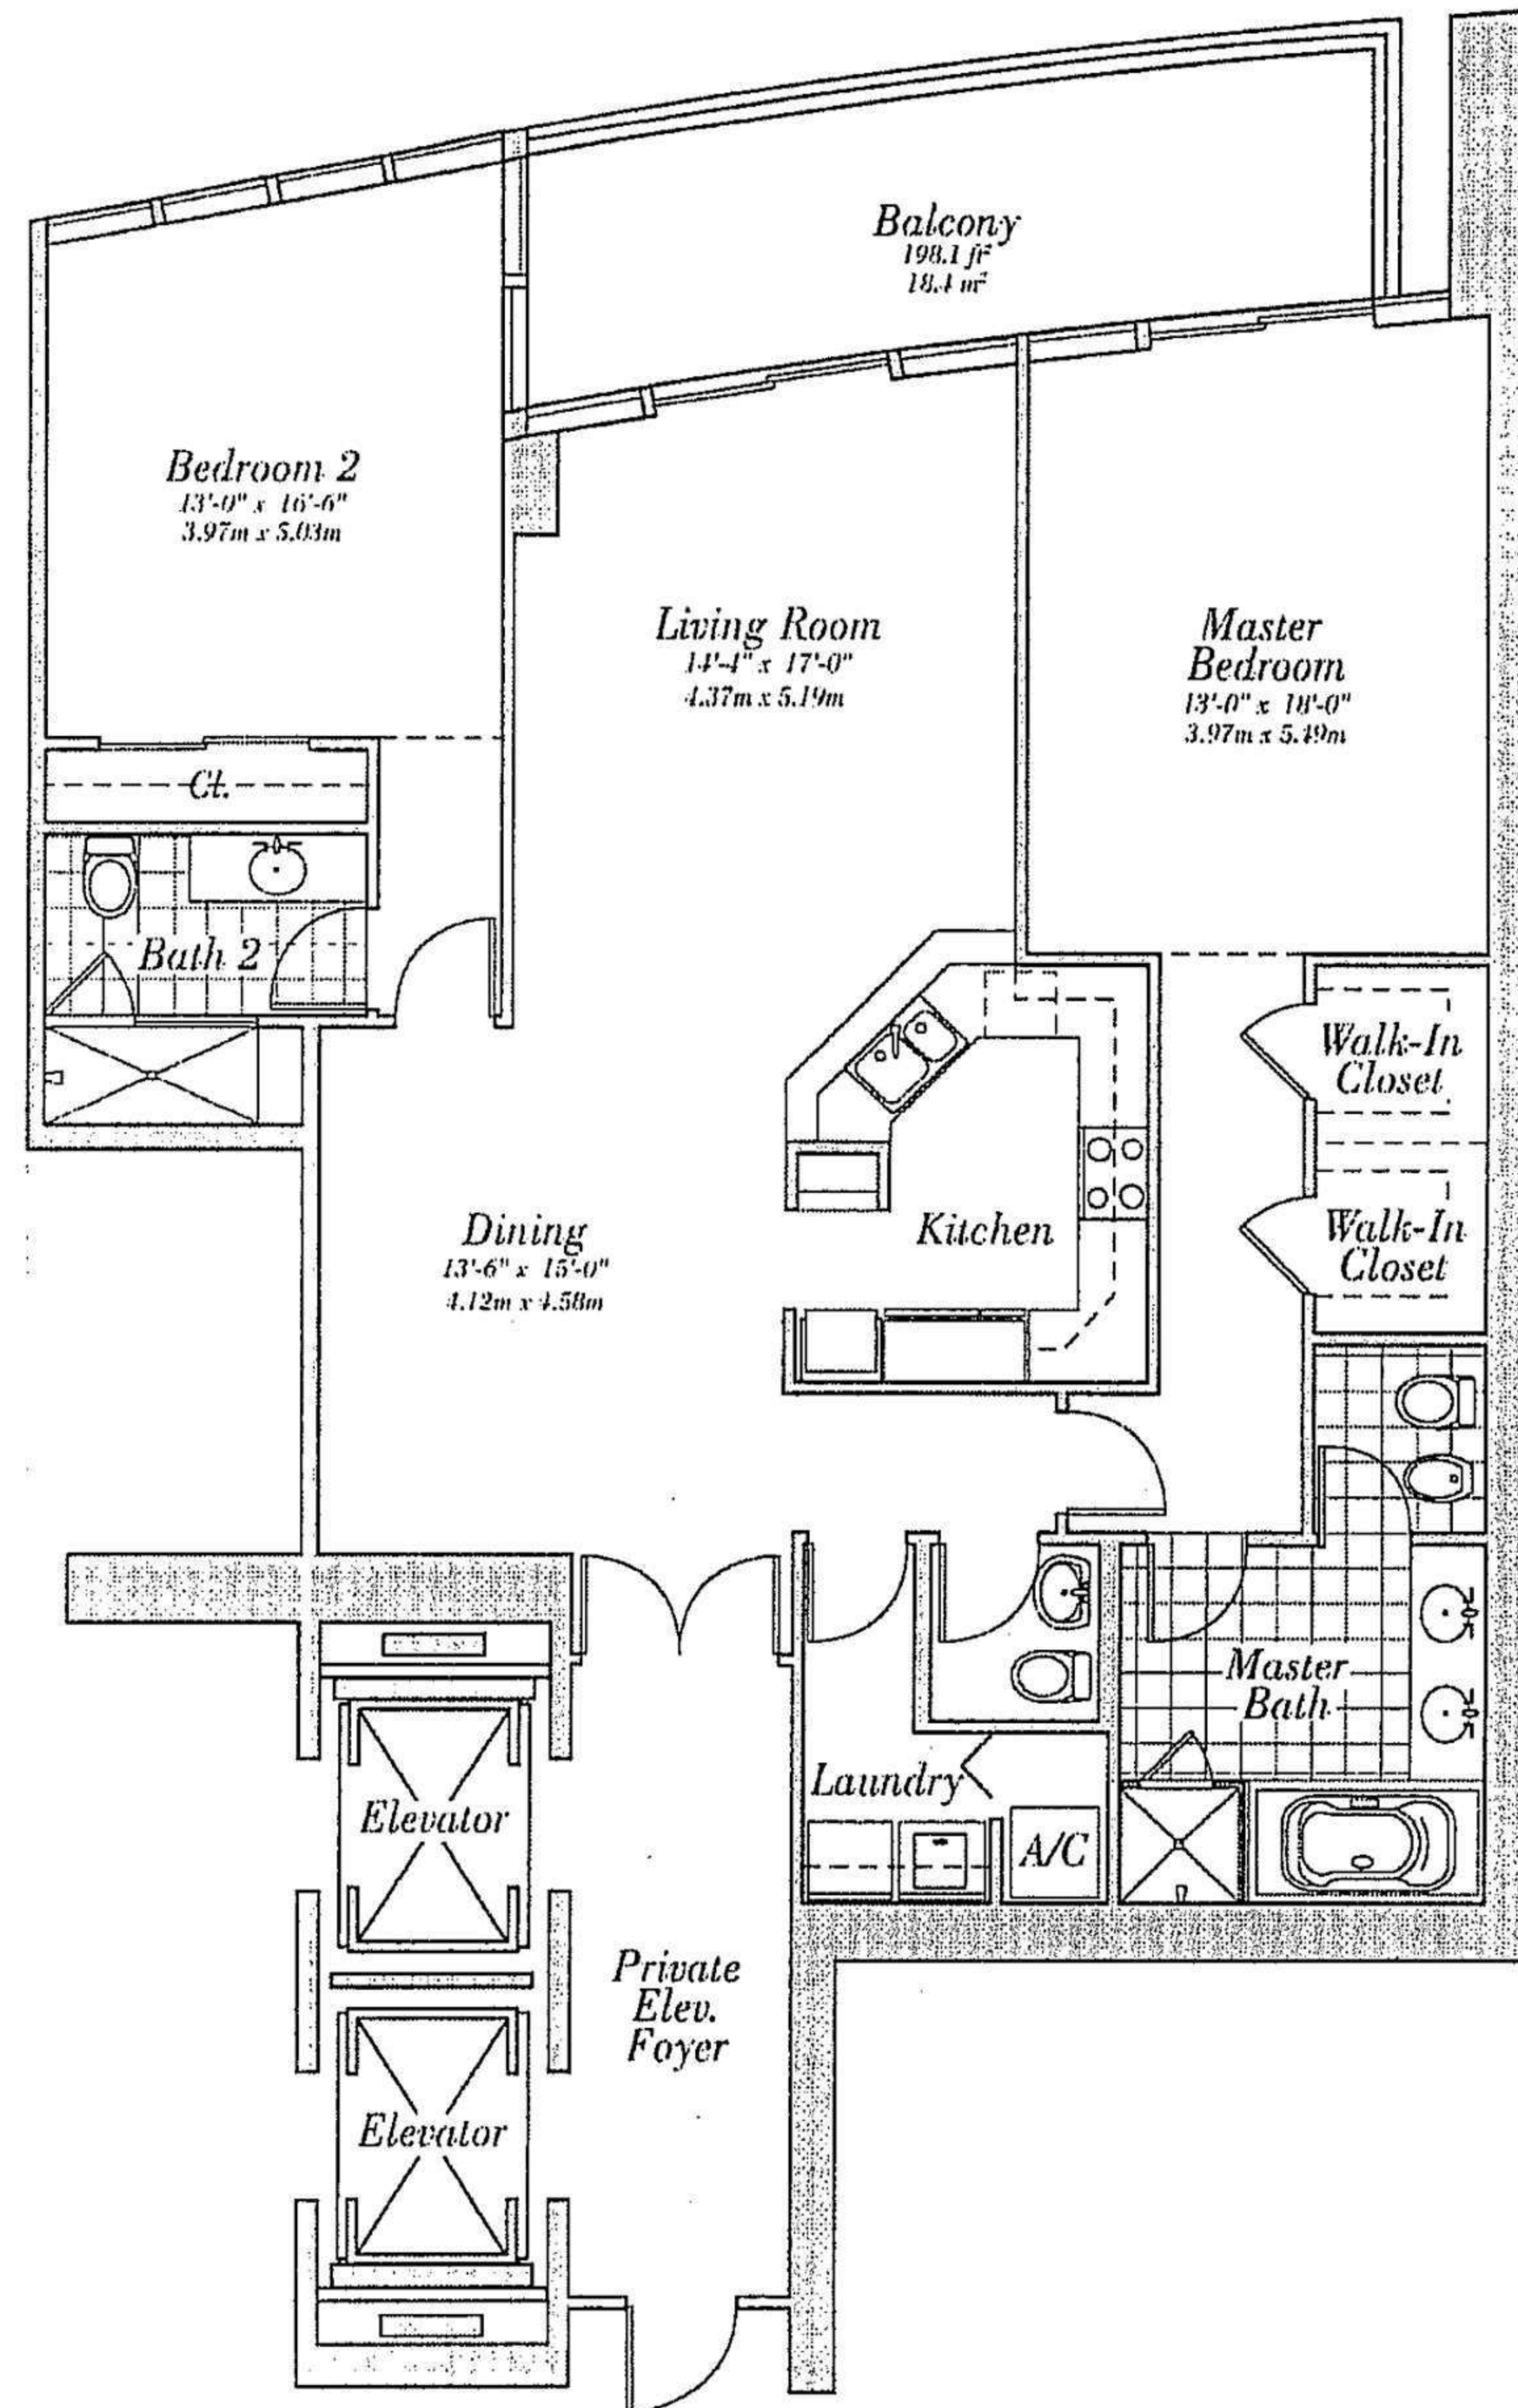 Balcony
198.1 ft²
18.4 m²
Bedroom 2
13'-0" x 16'-6"
3.97m x 5.03m
Living Room
14'-4" x 17'-0"
4.37m x 5.19m
Master
Bedroom
13'-0" x 18'-0"
3.97m x 5.49m
Ct.
Bath 2
Walk-In
Closet
Walk-In
Closet
Dining
13'-6" x 15'-0"
4.12m x 4.58m
Kitchen
Master
Bath
Laundry
A/C
Elevator
Private
Elev.
Foyer
Elevator